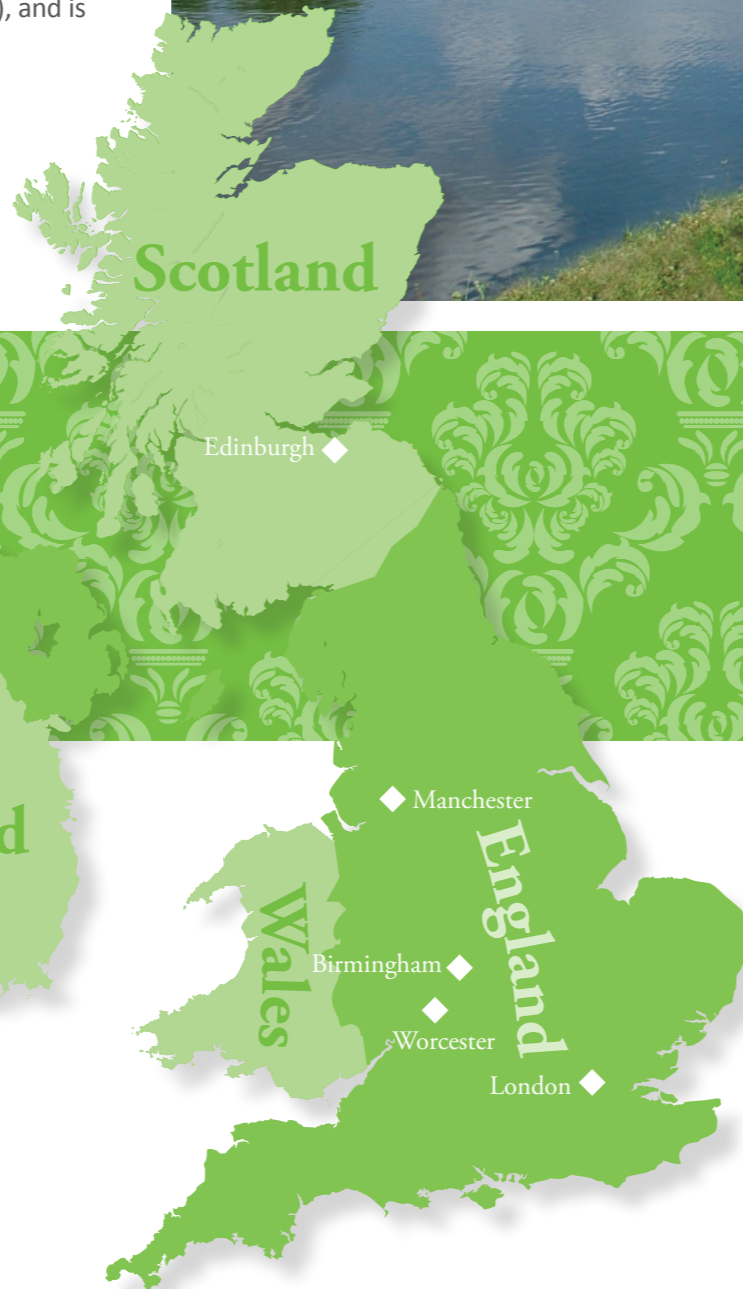 ), and is
Scotland
Edinburgh
Manchester
England
d
Wales
Birmingham
Worcester
London